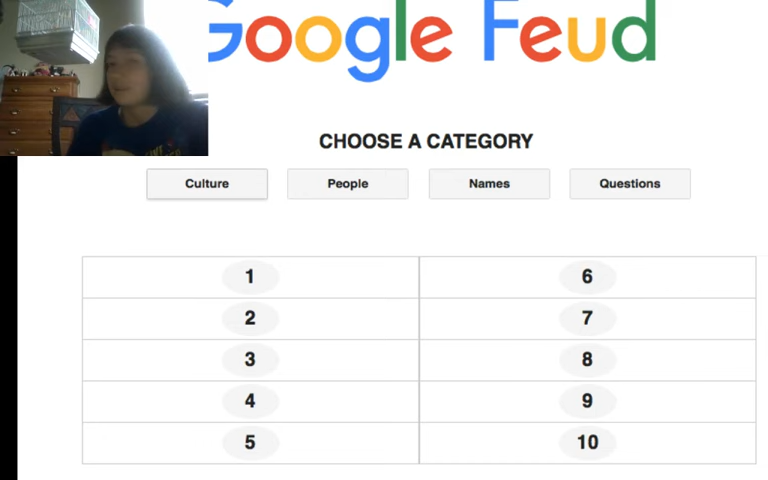 Google Feud
CHOOSE A CATEGORY
Culture People Names Questions
1 6
2 7
3 8
4 9
5 10